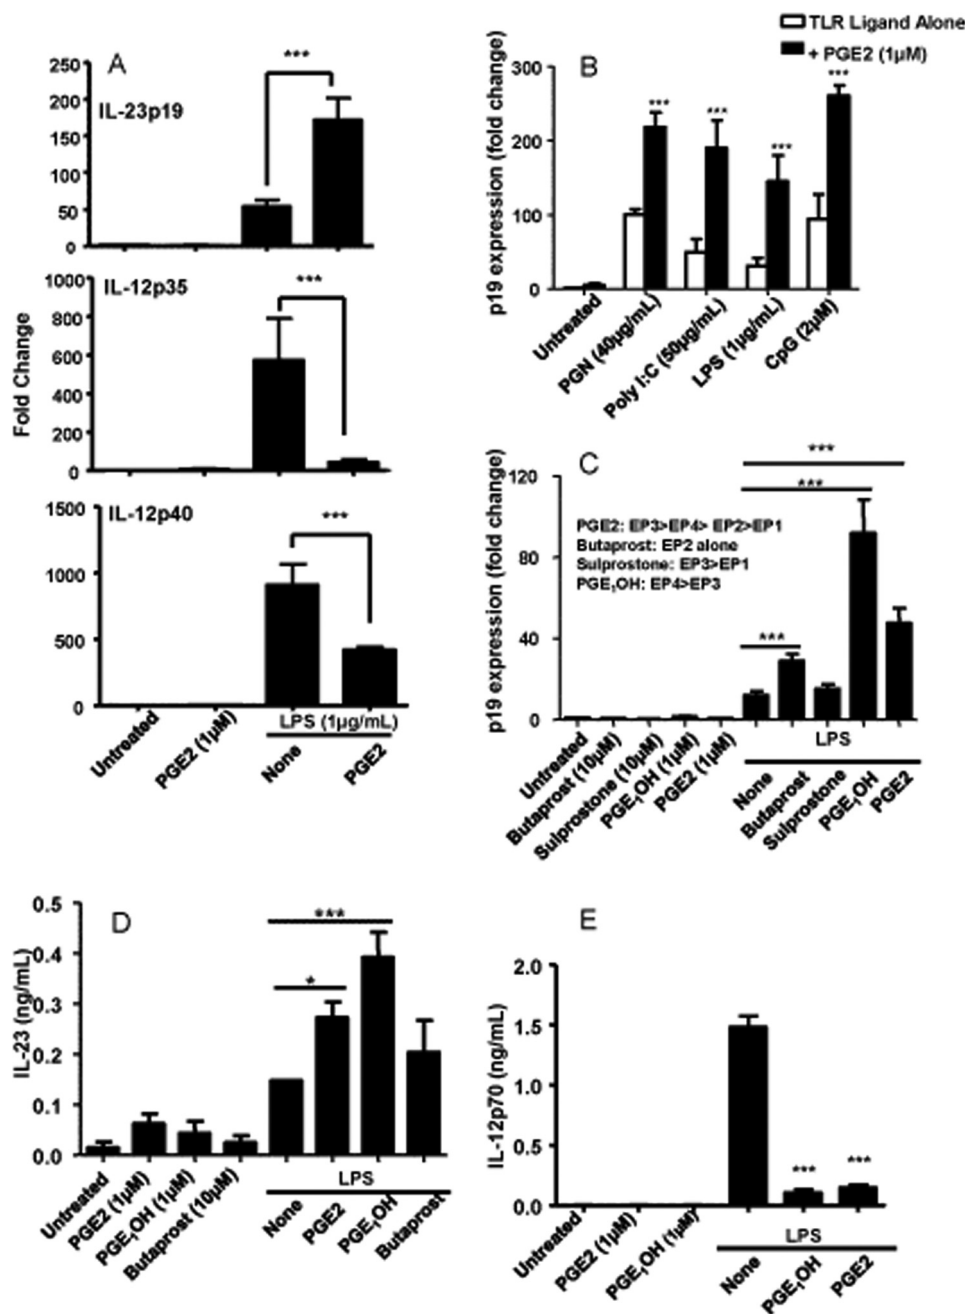 A
250
200
150
100
50
0
IL-23p19
***
1000
800
600
400
200
0
IL-12p35
***
Fold Change
1500
1000
500
0
IL-12p40
***
Untreated
PGE2 (1µM)
LPS (1µg/mL)
None
PGE2
TLR Ligand Alone
+ PGE2 (1µM)
B
p19 expression (fold change)
300
200
100
0
***
***
***
***
Untreated
PGN (40µg/mL)
Poly I:C (50µg/mL)
LPS (1µg/mL)
CpG (2µM)
C
p19 expression (fold change)
120
80
40
0
***
***
***
PGE2: EP3>EP4> EP2>EP1
Butaprost: EP2 alone
Sulprostone: EP3>EP1
PGE₁OH: EP4>EP3
Untreated
Butaprost (10µM)
Sulprostone (10µM)
PGE₁OH (1µM)
PGE2 (1µM)
LPS
None
Butaprost
Sulprostone
PGE₁OH
PGE2
D
IL-23 (ng/mL)
0.5
0.4
0.3
0.2
0.1
0.0
***
*
Untreated
PGE2 (1µM)
PGE₁OH (1µM)
Butaprost (10µM)
LPS
None
PGE2
PGE₁OH
Butaprost
E
IL-12p70 (ng/mL)
2.0
1.5
1.0
0.5
0.0
***
***
Untreated
PGE2 (1µM)
PGE₁OH (1µM)
LPS
None
PGE₁OH
PGE2